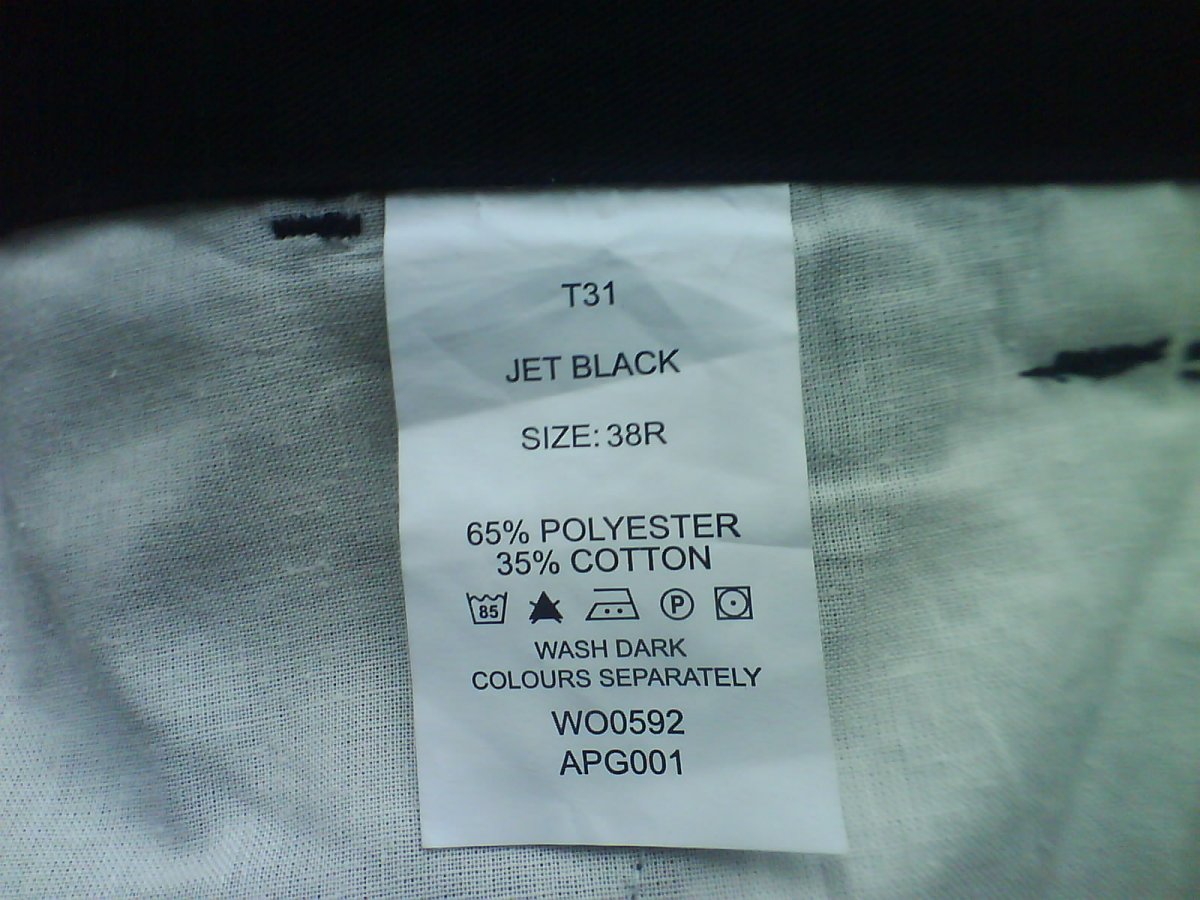 T31
JET BLACK
SIZE: 38R
65% POLYESTER
35% COTTON
85 P
WASH DARK
COLOURS SEPARATELY
WO0592
APG001